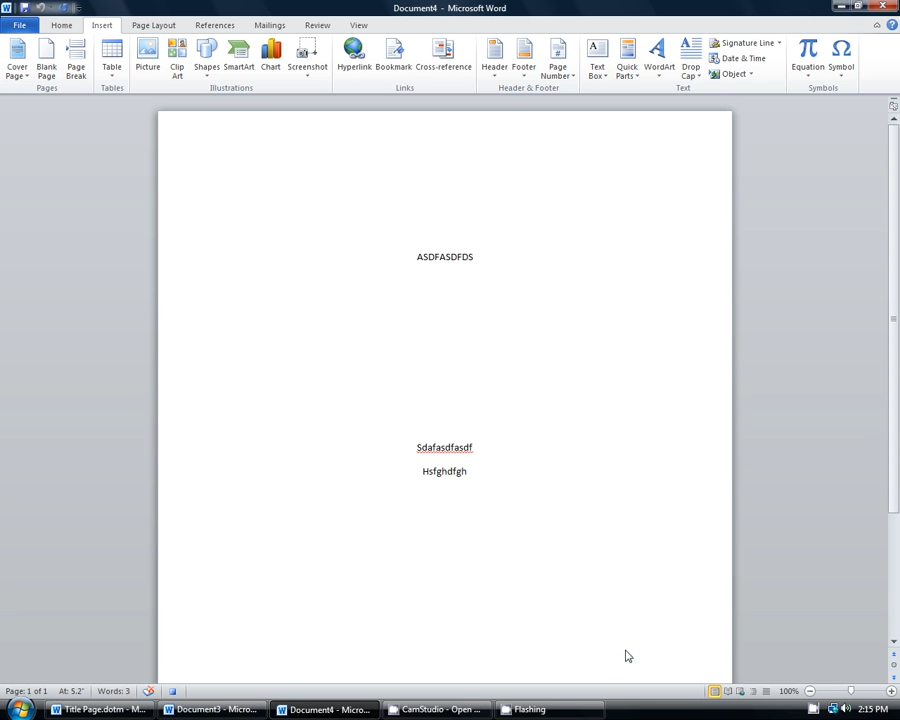 Document4 - Microsoft Word
File Home Insert Page Layout References Mailings Review View
Cover Page Blank Page Page Break
Pages
Table
Tables
Picture Clip Art Shapes SmartArt Chart Screenshot
Illustrations
Hyperlink Bookmark Cross-reference
Links
Header Footer Page Number
Header & Footer
Text Box Quick Parts WordArt Drop Cap
Signature Line
Date & Time
Object
Text
Equation Symbol
Symbols
ASDFASDFDS
Sdafasdfasdf
Hsfghdfgh
Page: 1 of 1 At: 5.2" Words: 3 100%
Title Page.dotm - M... Document3 - Micro... Document4 - Micro... CamStudio - Open ... Flashing 2:15 PM